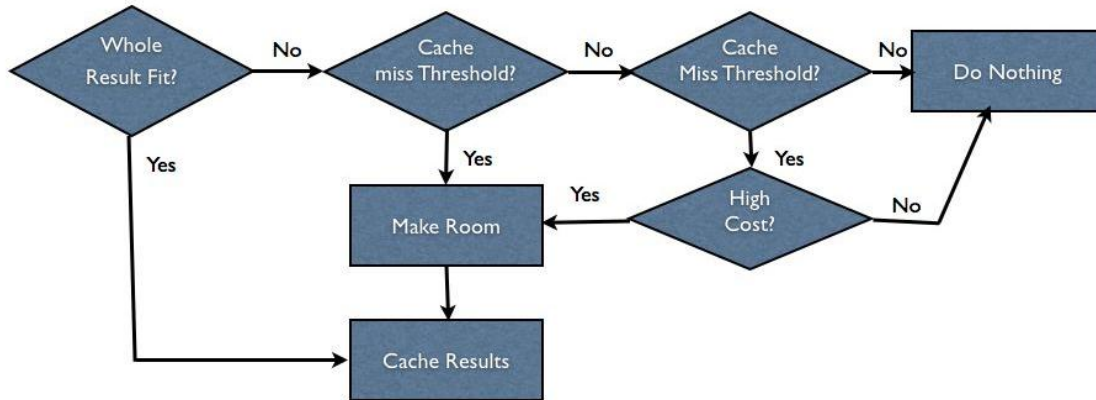 Whole
Result Fit?
No
Cache
miss Threshold?
No
Cache
Miss Threshold?
No
Do Nothing
Yes
Yes
Yes
Make Room
Yes
High
Cost?
No
Cache Results